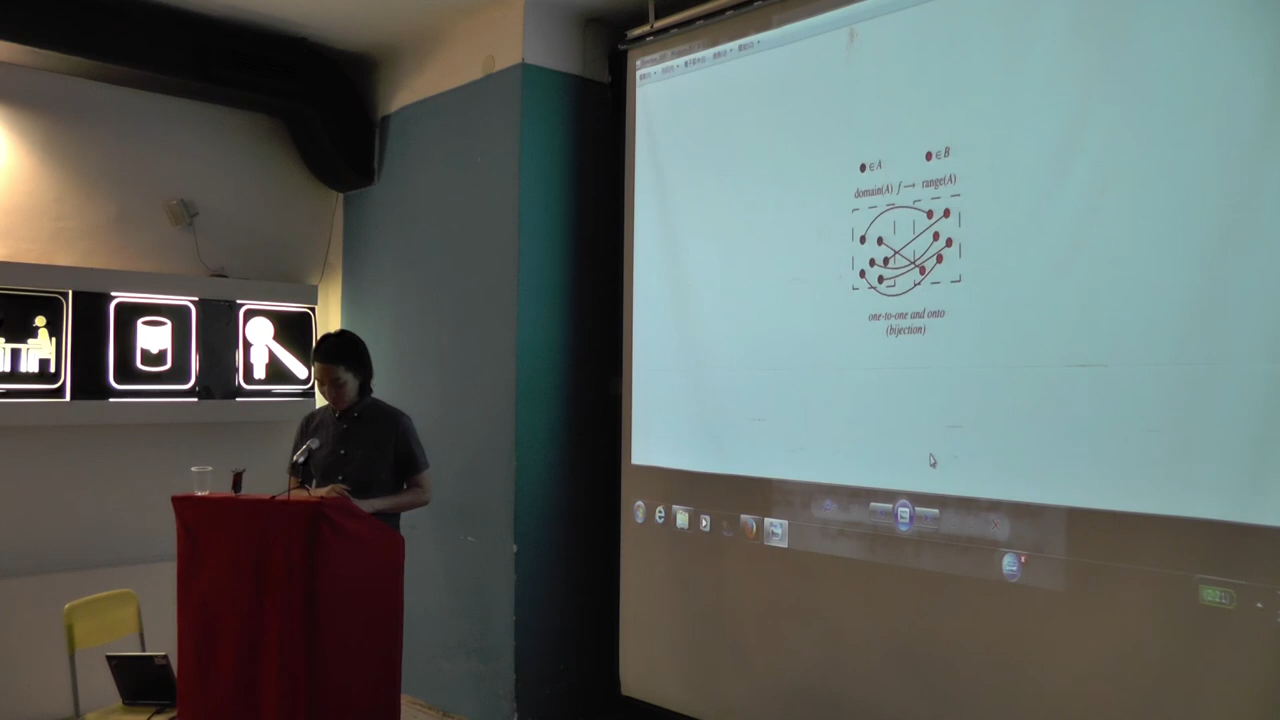 ∈A
∈B
domain(A) f → range(A)
one-to-one and onto
(bijection)